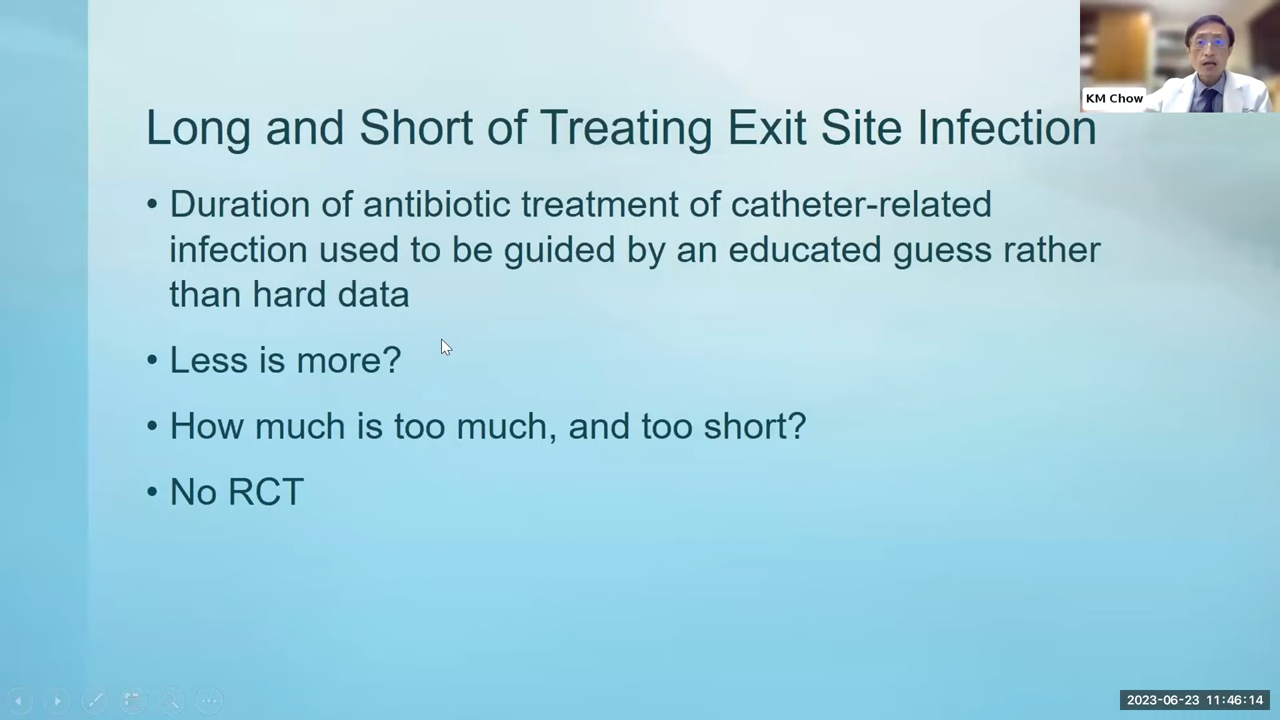 KM Chow
Long and Short of Treating Exit Site Infection
• Duration of antibiotic treatment of catheter-related
infection used to be guided by an educated guess rather
than hard data
• Less is more?
• How much is too much, and too short?
• No RCT
2023-06-23 11:46:14